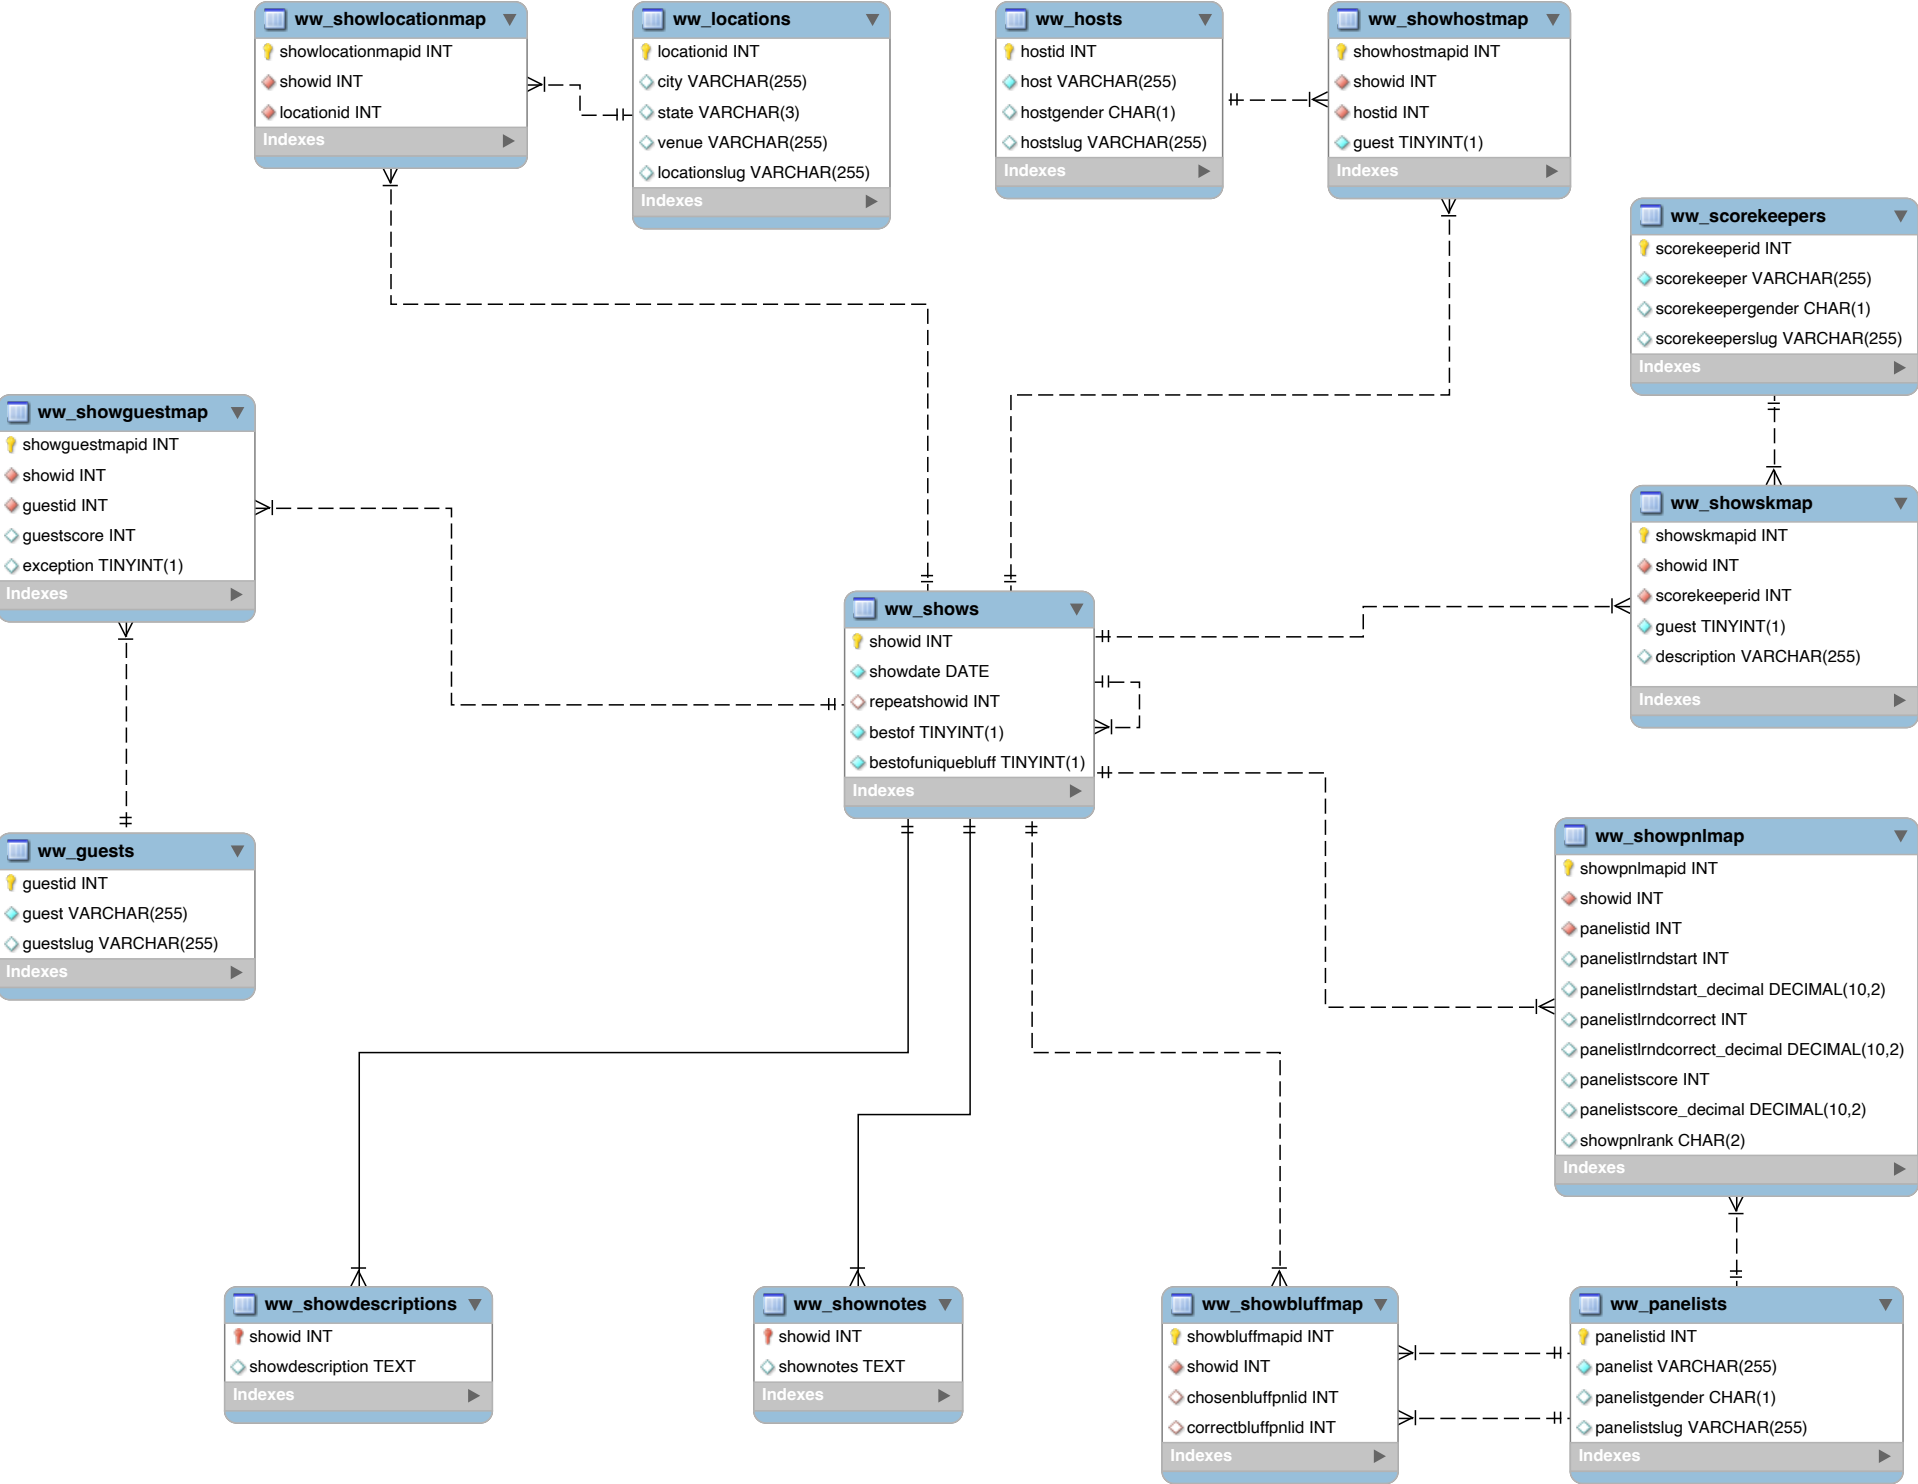 ww_showlocationmap
showlocationmapid INT
showid INT
locationid INT
Indexes
ww_locations
locationid INT
city VARCHAR(255)
state VARCHAR(3)
venue VARCHAR(255)
locationslug VARCHAR(255)
Indexes
ww_hosts
hostid INT
host VARCHAR(255)
hostgender CHAR(1)
hostslug VARCHAR(255)
Indexes
ww_showhostmap
showhostmapid INT
showid INT
hostid INT
guest TINYINT(1)
Indexes
ww_scorekeepers
scorekeeperid INT
scorekeeper VARCHAR(255)
scorekeepergender CHAR(1)
scorekeeperslug VARCHAR(255)
Indexes
ww_showguestmap
showguestmapid INT
showid INT
guestid INT
guestscore INT
exception TINYINT(1)
Indexes
ww_showskmap
showskmapid INT
showid INT
scorekeeperid INT
guest TINYINT(1)
description VARCHAR(255)
Indexes
ww_shows
showid INT
showdate DATE
repeatshowid INT
bestof TINYINT(1)
bestofuniquebluff TINYINT(1)
Indexes
ww_guests
guestid INT
guest VARCHAR(255)
guestslug VARCHAR(255)
Indexes
ww_showpnlmap
showpnlmapid INT
showid INT
panelistid INT
panelistlrndstart INT
panelistlrndstart_decimal DECIMAL(10,2)
panelistlrndcorrect INT
panelistlrndcorrect_decimal DECIMAL(10,2)
panelistscore INT
panelistscore_decimal DECIMAL(10,2)
showpnlrank CHAR(2)
Indexes
ww_showdescriptions
showid INT
showdescription TEXT
Indexes
ww_shownotes
showid INT
shownotes TEXT
Indexes
ww_showbluffmap
showbluffmapid INT
showid INT
chosenbluffpnlid INT
correctbluffpnlid INT
Indexes
ww_panelists
panelistid INT
panelist VARCHAR(255)
panelistgender CHAR(1)
panelistslug VARCHAR(255)
Indexes